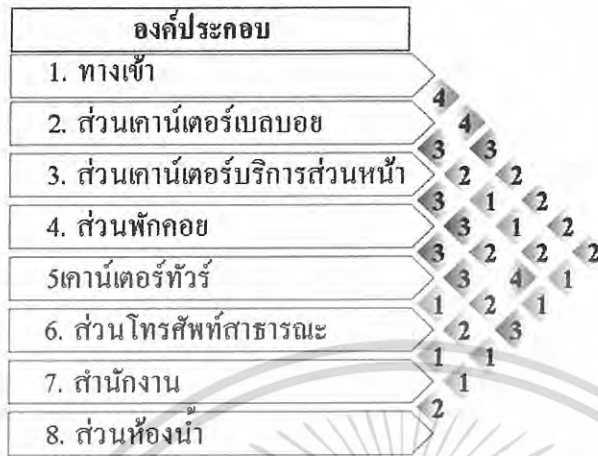 องค์ประกอบ
1. ทางเข้า
4
2. ส่วนเคาน์เตอร์เบลบอย 4
3 3
3. ส่วนเคาน์เตอร์บริการส่วนหน้า 2 2
3 1 2
4. ส่วนพักคอย 3 1 2
3 2 2 2
5เคาน์เตอร์ทัวร์ 3 4 1
1 2 1
6. ส่วนโทรศัพท์สาธารณะ 2 3
1 1
7. สำนักงาน 1
2
8. ส่วนห้องน้ำ